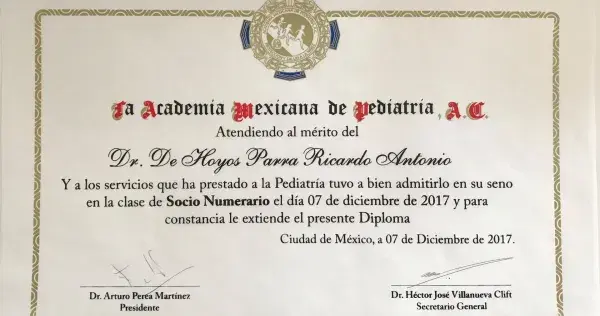 La Academia Mexicana de Pediatría, A.C.
Atendiendo al mérito del
Dr. De Hoyos Parra Ricardo Antonio
Y a los servicios que ha prestado a la Pediatría tuvo a bien admitirlo en su seno
en la clase de Socio Numerario el día 07 de diciembre de 2017 y para
constancia le extiende el presente Diploma
Ciudad de México, a 07 de Diciembre de 2017.
Dr. Arturo Perea Martínez
Presidente
Dr. Héctor José Villanueva Clift
Secretario General